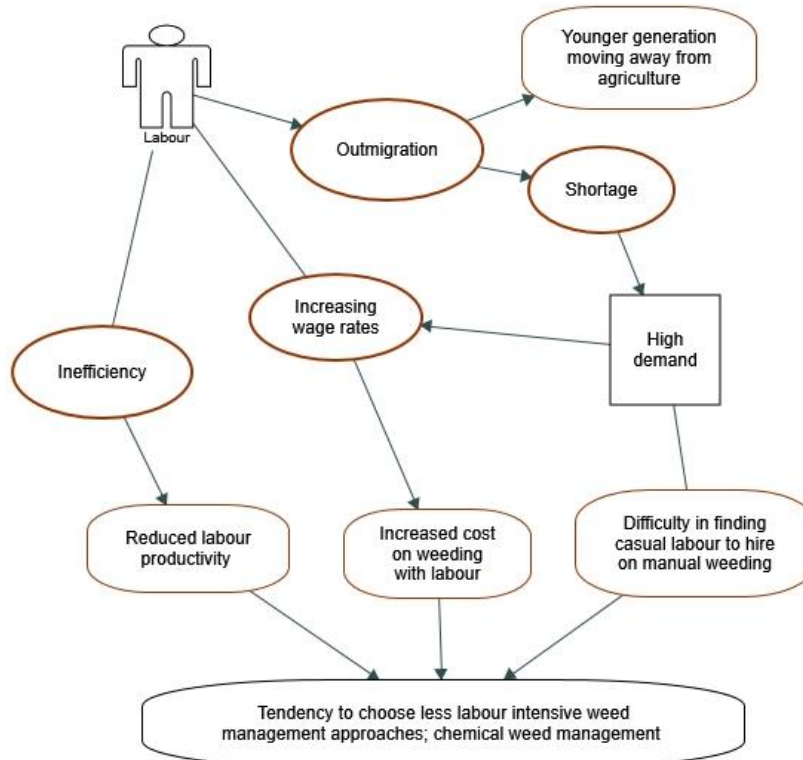 Younger generation
moving away from
agriculture
Labour
Outmigration
Shortage
Increasing
wage rates
High
demand
Inefficiency
Reduced labour
productivity
Increased cost
on weeding
with labour
Difficulty in finding
casual labour to hire
on manual weeding
Tendency to choose less labour intensive weed
management approaches; chemical weed management